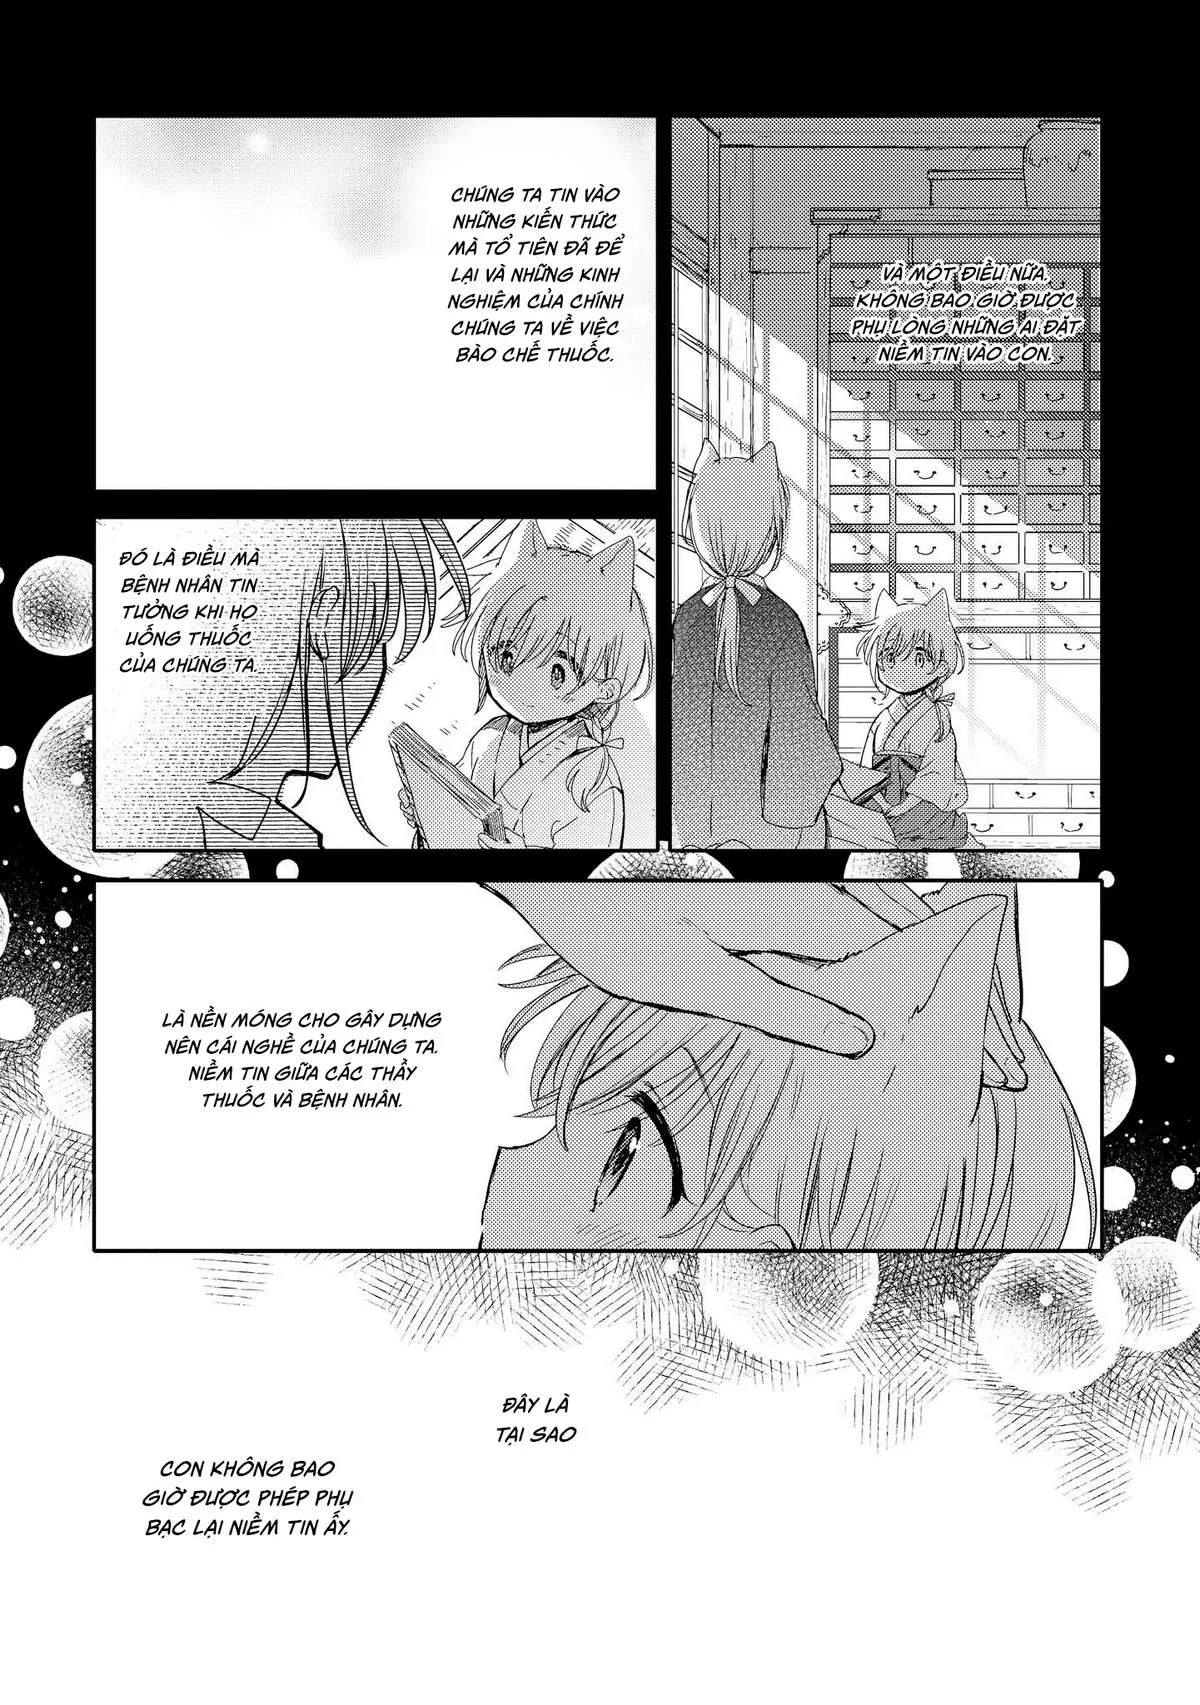 VÀ MỘT ĐIỀU NỮA.
KHÔNG BAO GIỜ ĐƯỢC
PHỤ LÒNG NHỮNG AI ĐẶT
NIỀM TIN VÀO CON.
CHÚNG TA TIN VÀO
NHỮNG KIẾN THỨC
MÀ TỔ TIÊN ĐÃ ĐỂ
LẠI VÀ NHỮNG KINH
NGHIỆM CỦA CHÍNH
CHÚNG TA VỀ VIỆC
BÀO CHẾ THUỐC.
ĐÓ LÀ ĐIỀU MÀ
BỆNH NHÂN TIN
TƯỞNG KHI HỌ
UỐNG THUỐC
CỦA CHÚNG TA.
LÀ NỀN MÓNG CHO GÂY DỰNG
NÊN CÁI NGHỀ CỦA CHÚNG TA.
NIỀM TIN GIỮA CÁC THẦY
THUỐC VÀ BỆNH NHÂN.
ĐÂY LÀ
TẠI SAO
CON KHÔNG BAO
GIỜ ĐƯỢC PHÉP PHỤ
BẠC LẠI NIỀM TIN ẤY.